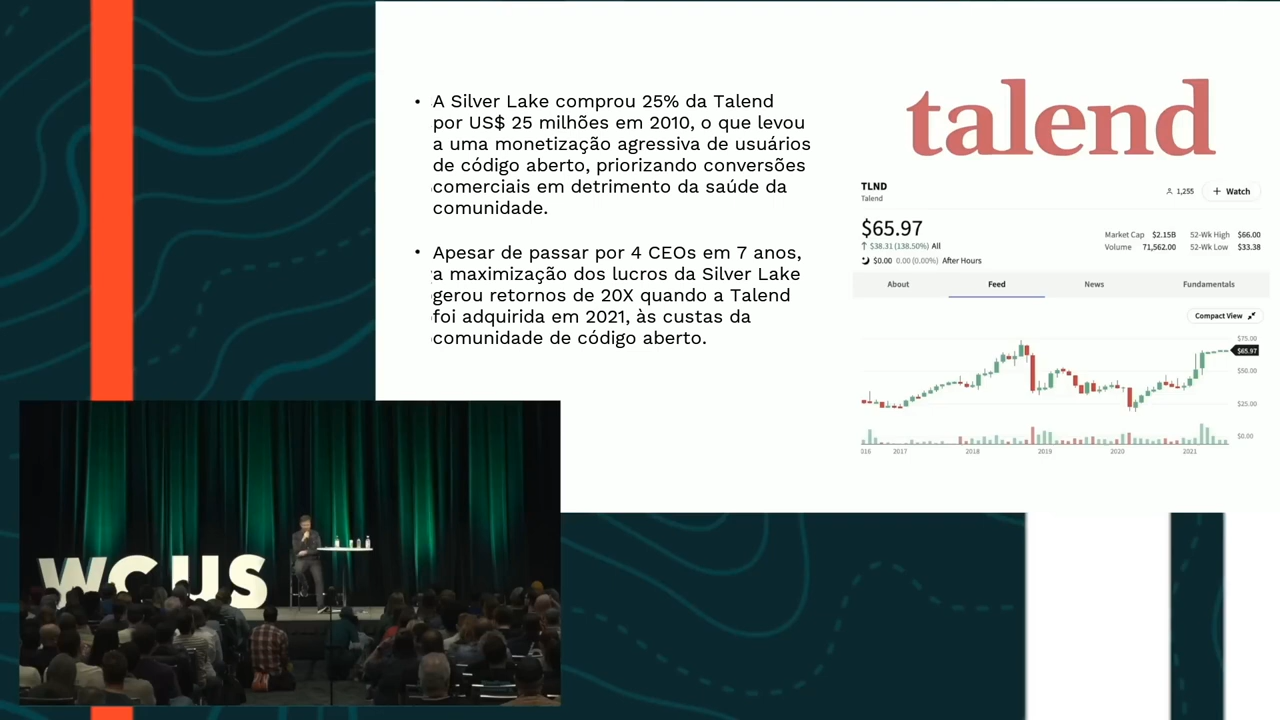 • A Silver Lake comprou 25% da Talend
por US$ 25 milhões em 2010, o que levou
a uma monetização agressiva de usuários
de código aberto, priorizando conversões
comerciais em detrimento da saúde da
comunidade.
• Apesar de passar por 4 CEOs em 7 anos,
a maximização dos lucros da Silver Lake
gerou retornos de 20X quando a Talend
foi adquirida em 2021, às custas da
comunidade de código aberto.
talend
TLND
Talend
1,255
+ Watch
$65.97
↑ $38.31 (138.50%) All
$0.00 0.00 (0.00%) After Hours
Market Cap $2.15B 52-Wk High $66.00
Volume 71,562.00 52-Wk Low $33.38
About Feed News Fundamentals
Compact View
$75.00
$65.97
$50.00
$25.00
$0.00
016 2017 2018 2019 2020 2021
WCUS